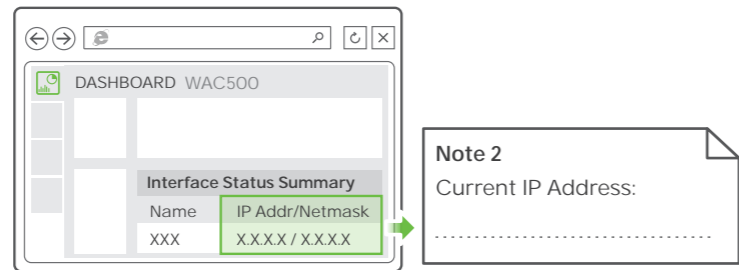 DASHBOARD WAC500
Interface Status Summary
Name IP Addr/Netmask
XXX X.X.X.X / X.X.X.X
Note 2
Current IP Address: